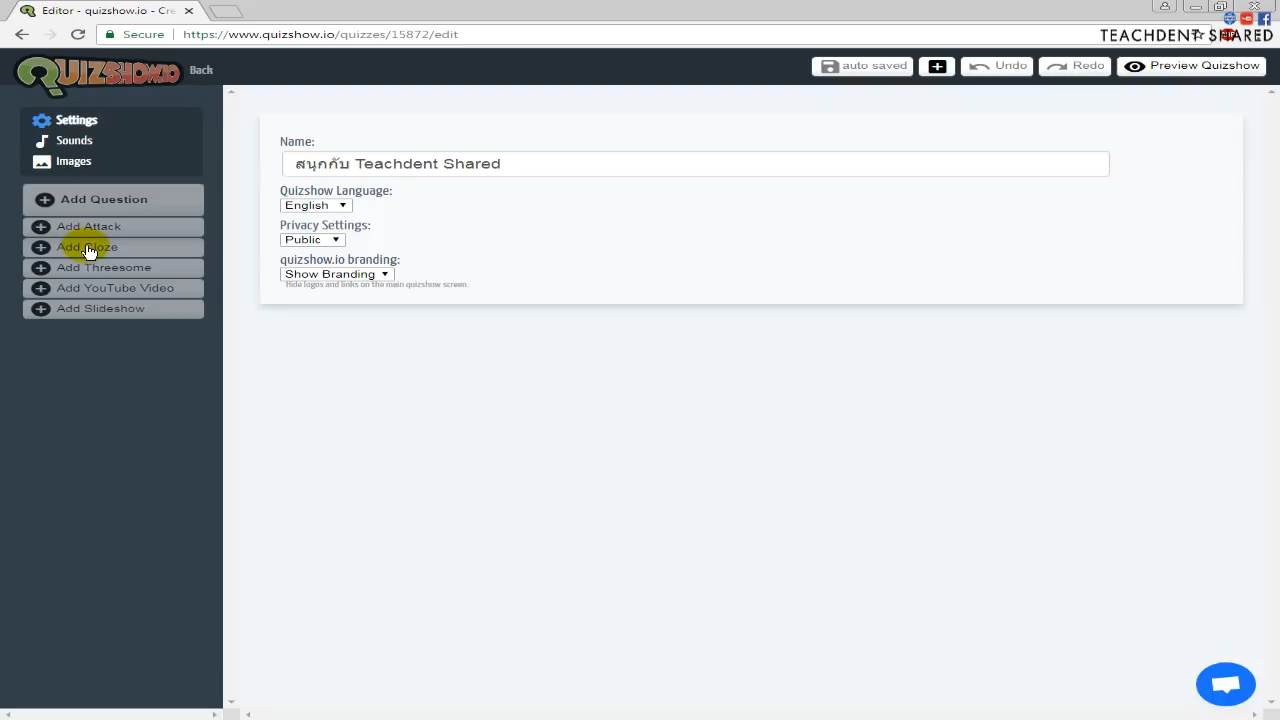 Editor - quizshow.io - Cre
Secure
https://www.quizshow.io/quizzes/15872/edit
TEACHDENT SHARED
QUIZSHOW.IO
Back
auto saved
Undo
Redo
Preview Quizshow
Settings
Sounds
Images
Add Question
Add Attack
Add Cloze
Add Threesome
Add YouTube Video
Add Slideshow
Name:
สนุกกับ Teachdent Shared
Quizshow Language:
English
Privacy Settings:
Public
quizshow.io branding:
Show Branding
Hide logos and links on the main quizshow screen.